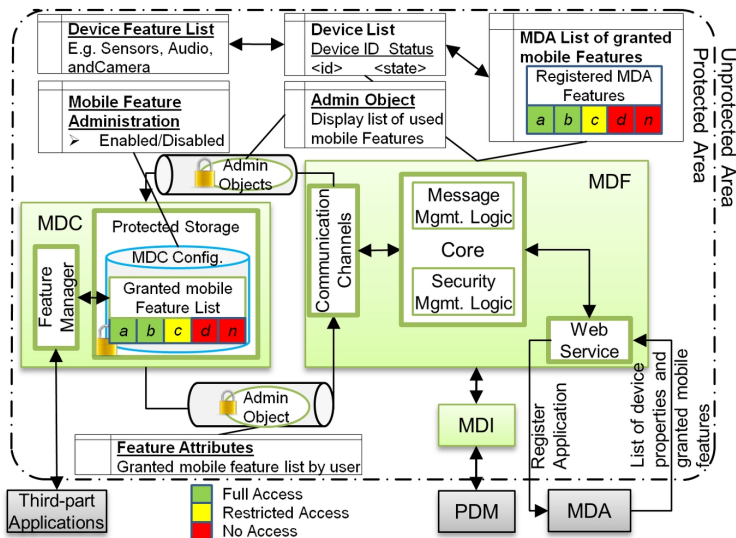 Device Feature List
E.g. Sensors, Audio,
andCamera
Device List
Device ID Status
<id> <state>
MDA List of granted
mobile Features
Registered MDA
Features
a b c d n
Unprotected Area
Protected Area
Mobile Feature
Administration
➢ Enabled/Disabled
Admin Object
Display list of used
mobile Features
Admin
Objects
MDF
MDC
Protected Storage
MDC Config.
Granted mobile
Feature List
a b c d n
Feature
Manager
Communication
Channels
Message
Mgmt. Logic
Core
Security
Mgmt. Logic
Web
Service
Admin
Object
MDI
Register
Application
List of device
properties and
granted mobile
features
Feature Attributes
Granted mobile feature list by user
Third-part
Applications
Full Access
Restricted Access
No Access
PDM
MDA